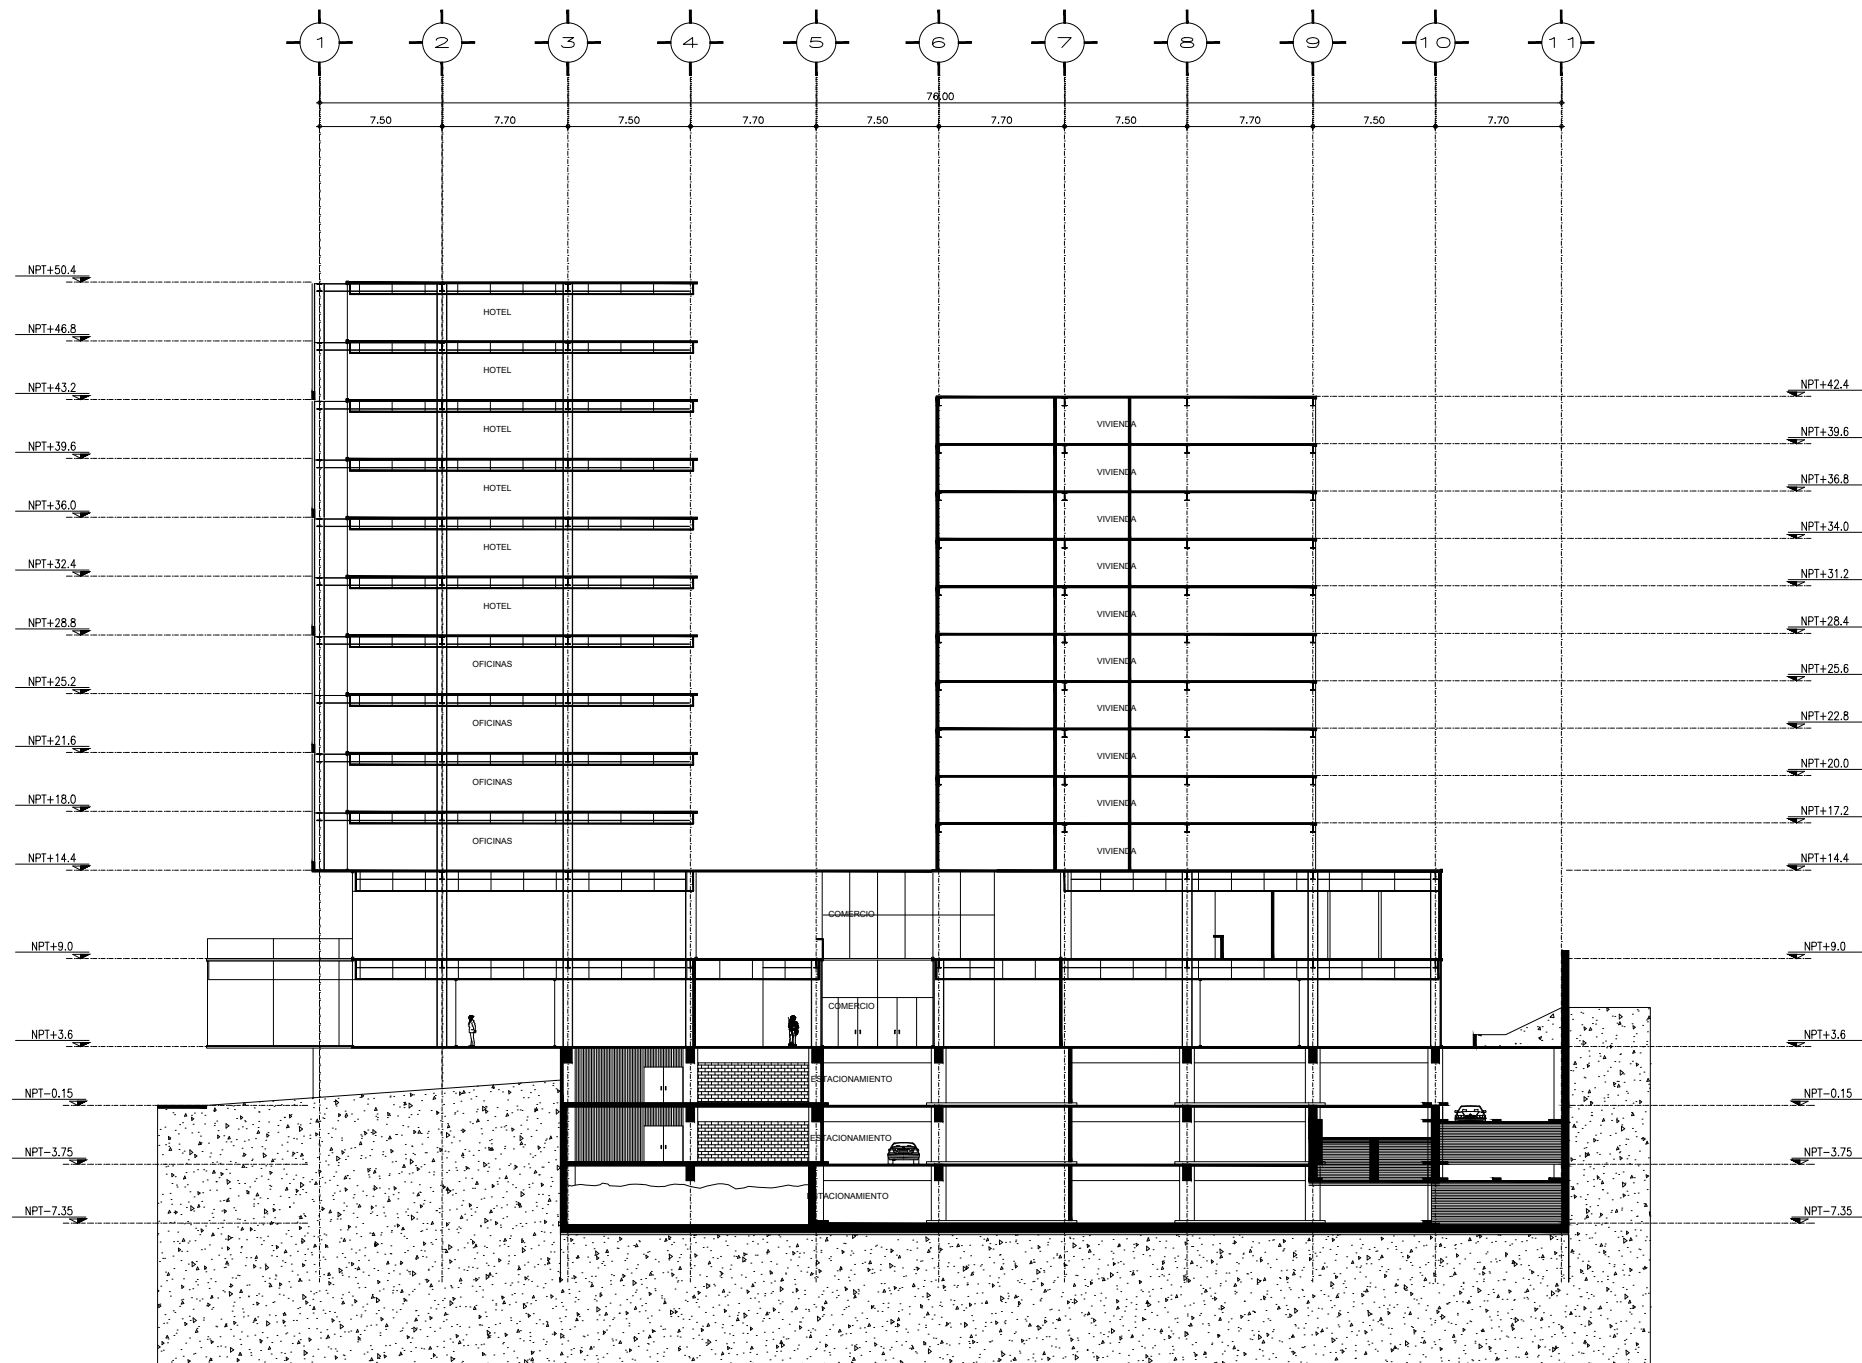 1 2 3 4 5 6 7 8 9 10 11
76.00
7.50 7.70 7.50 7.70 7.50 7.70 7.50 7.70 7.50 7.70
NPT+50.4
HOTEL
NPT+46.8
HOTEL
NPT+43.2 NPT+42.4
HOTEL VIVIENDA
NPT+39.6 NPT+39.6
HOTEL VIVIENDA
NPT+36.8
NPT+36.0
VIVIENDA
HOTEL
NPT+34.0
NPT+32.4
VIVIENDA
HOTEL
NPT+31.2
VIVIENDA
NPT+28.8 NPT+28.4
OFICINAS VIVIENDA
NPT+25.2 NPT+25.6
VIVIENDA
OFICINAS
NPT+22.8
NPT+21.6
VIVIENDA
NPT+20.0
OFICINAS
NPT+18.0
VIVIENDA
NPT+17.2
OFICINAS
VIVIENDA
NPT+14.4 NPT+14.4
COMERCIO
NPT+9.0 NPT+9.0
COMERCIO
NPT+3.6 NPT+3.6
ESTACIONAMIENTO
NPT-0.15 NPT-0.15
ESTACIONAMIENTO
NPT-3.75 NPT-3.75
ESTACIONAMIENTO
NPT-7.35 NPT-7.35